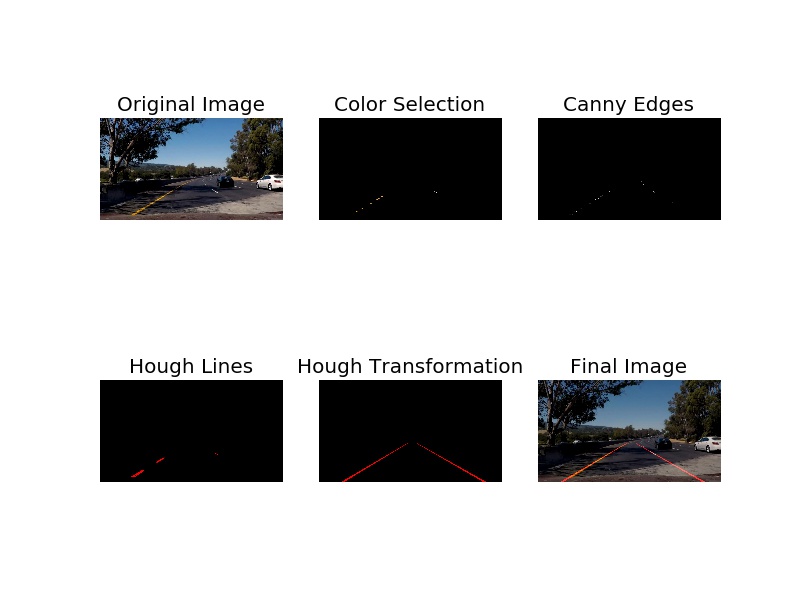 Original Image
Color Selection
Canny Edges
Hough Lines
Hough Transformation
Final Image